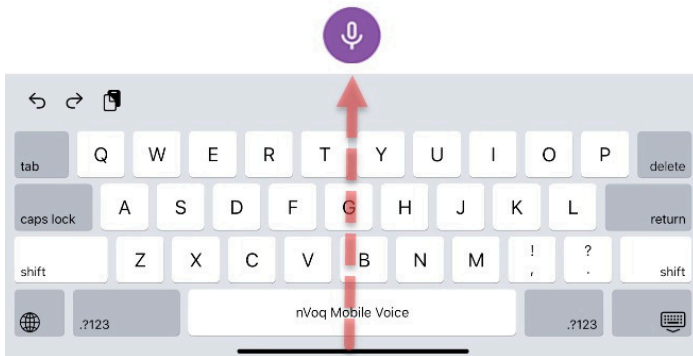 tab Q W E R T Y U I O P delete
caps lock A S D F G H J K L return
shift Z X C V B N M ! , ? . shift
.?123 nVoq Mobile Voice .?123